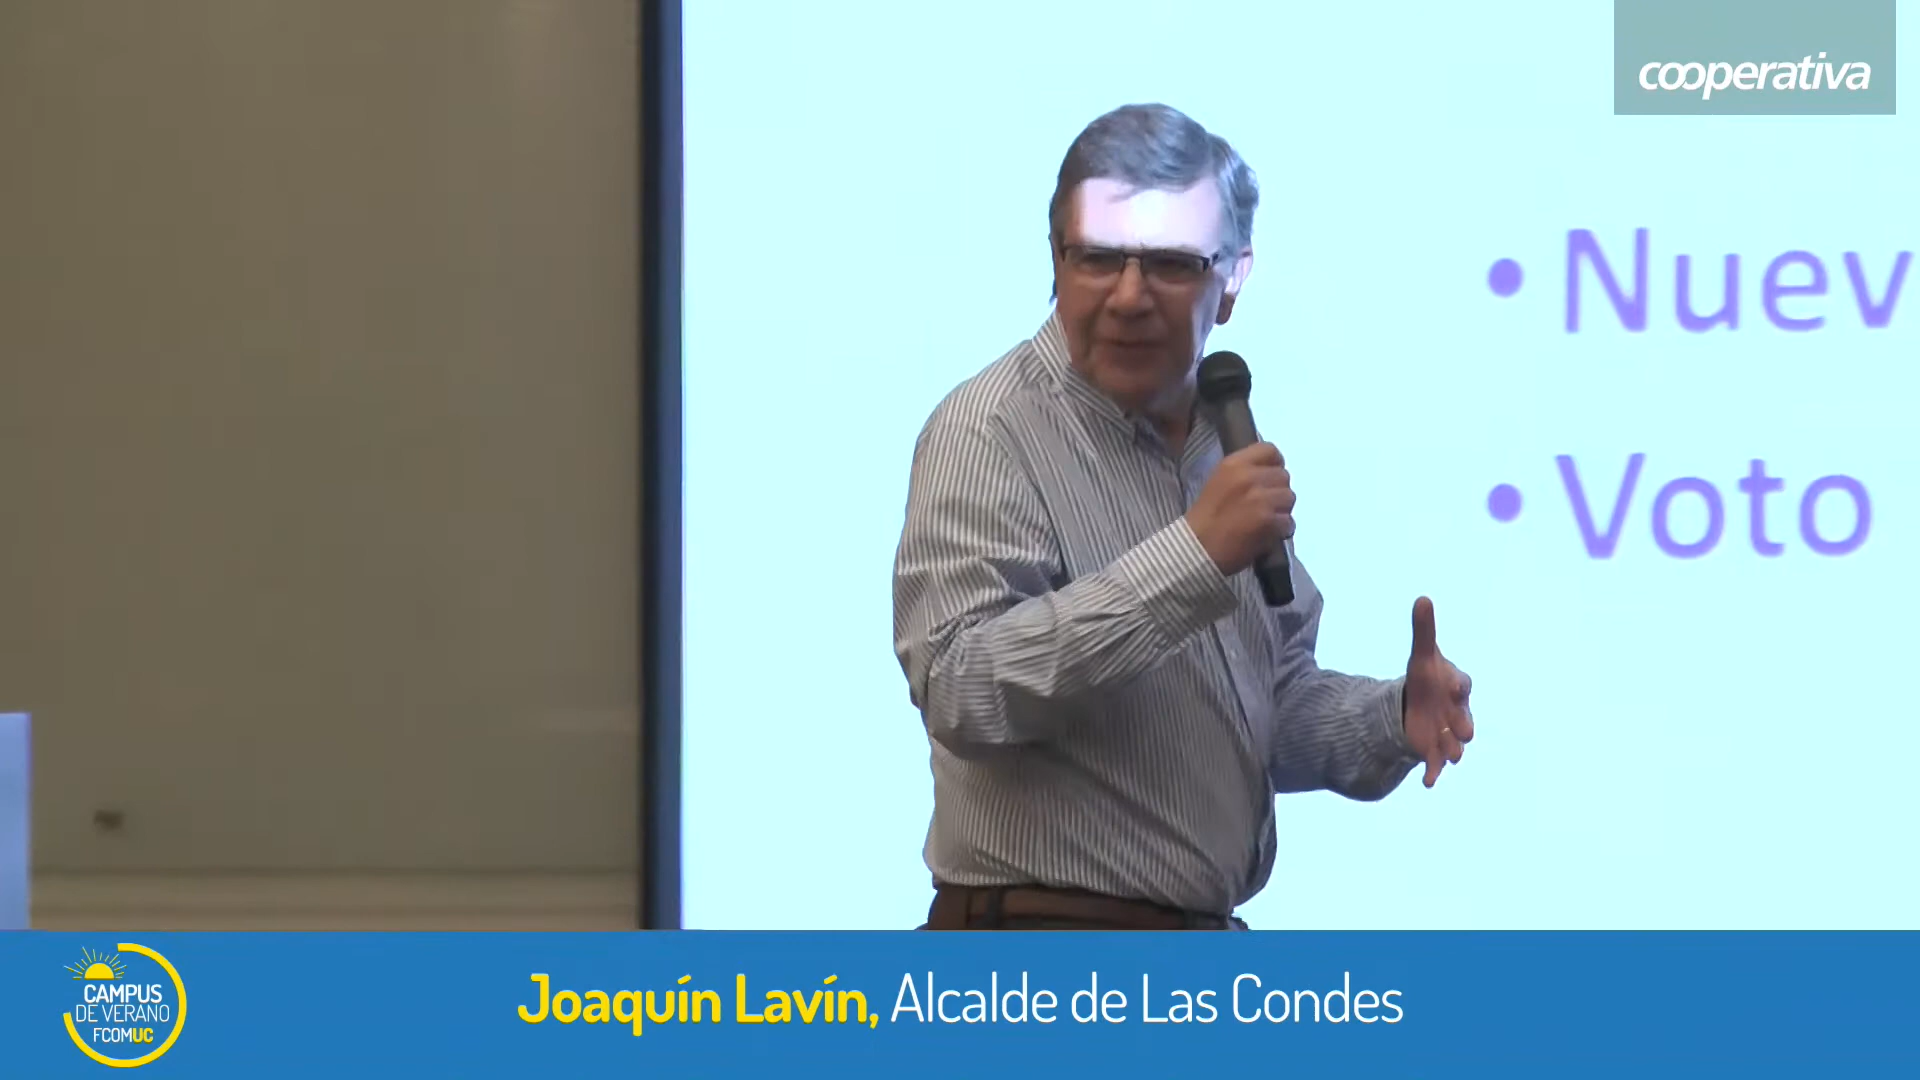 cooperativa
• Nuev
• Voto
CAMPUS
DE VERANO
FCOMUC
Joaquín Lavín, Alcalde de Las Condes